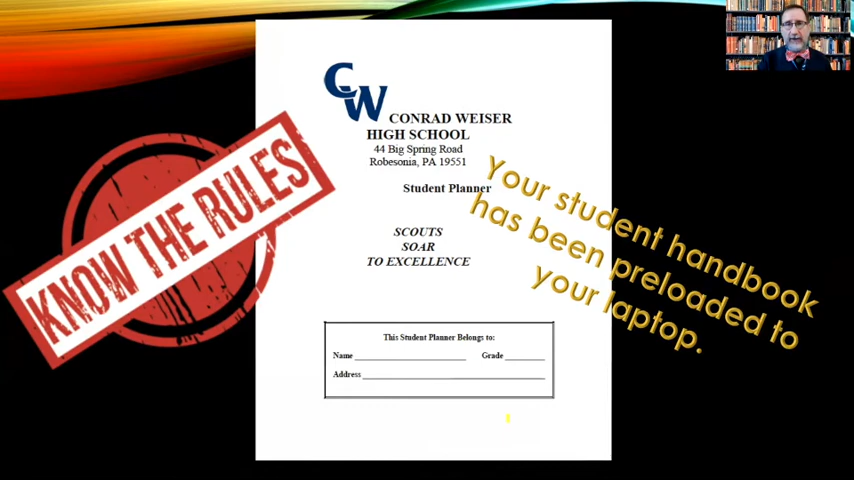 CW
CONRAD WEISER
HIGH SCHOOL
44 Big Spring Road
Robesonia, PA 19551
Student Planner
SCOUTS
SOAR
TO EXCELLENCE
This Student Planner Belongs to:
Name Grade
Address
KNOW THE RULES
Your student handbook
has been preloaded to
your laptop.